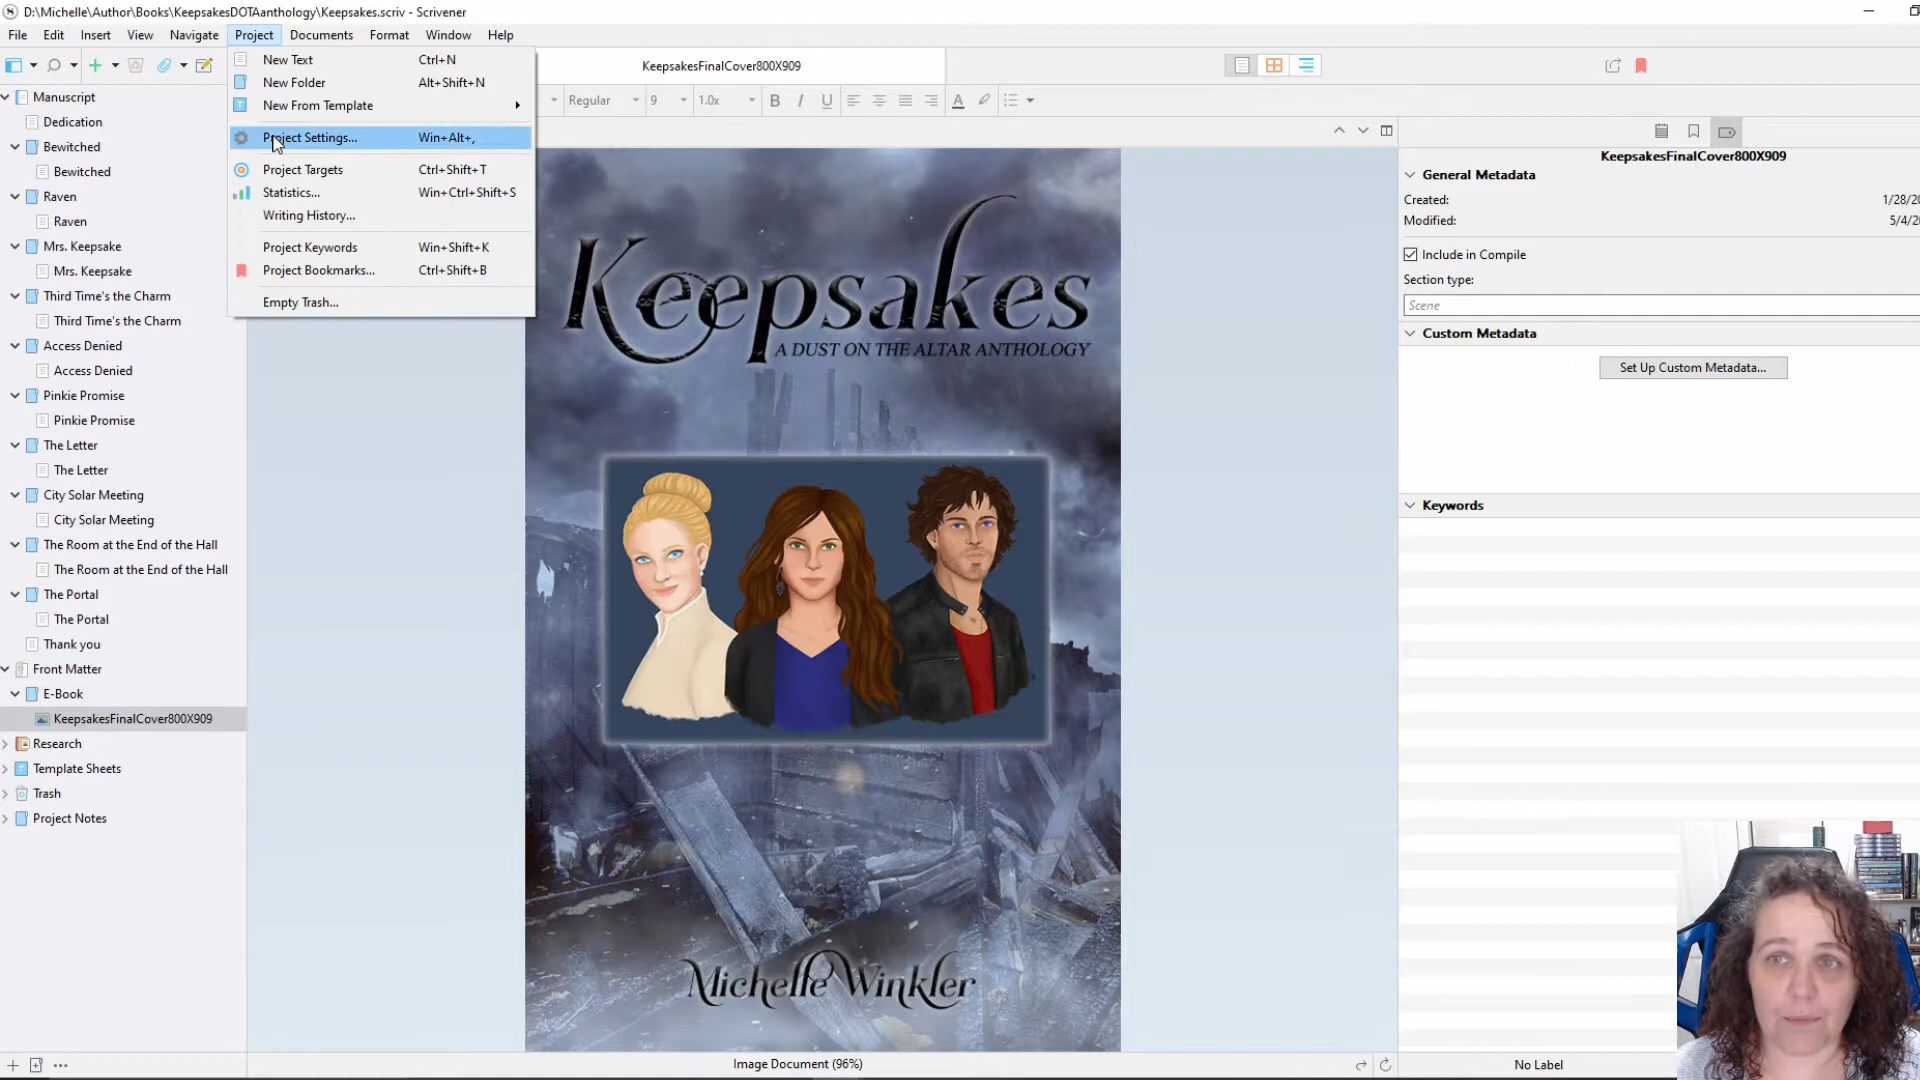 D:\Michelle\Author\Books\KeepsakesDOTAanthology\Keepsakes.scriv - Scrivener
File Edit Insert View Navigate Project Documents Format Window Help
KeepsakesFinalCover800X909
Regular 9 1.0x B I U A
New Text Ctrl+N
New Folder Alt+Shift+N
New From Template
Project Settings... Win+Alt+,
Project Targets Ctrl+Shift+T
Statistics... Win+Ctrl+Shift+S
Writing History...
Project Keywords Win+Shift+K
Project Bookmarks... Ctrl+Shift+B
Empty Trash...
Manuscript
Dedication
Bewitched
Bewitched
Raven
Raven
Mrs. Keepsake
Mrs. Keepsake
Third Time's the Charm
Third Time's the Charm
Access Denied
Access Denied
Pinkie Promise
Pinkie Promise
The Letter
The Letter
City Solar Meeting
City Solar Meeting
The Room at the End of the Hall
The Room at the End of the Hall
The Portal
The Portal
Thank you
Front Matter
E-Book
KeepsakesFinalCover800X909
Research
Template Sheets
Trash
Project Notes
Keepsakes
A DUST ON THE ALTAR ANTHOLOGY
Michelle Winkler
Image Document (96%)
KeepsakesFinalCover800X909
General Metadata
Created: 1/28/20
Modified: 5/4/20
Include in Compile
Section type:
Scene
Custom Metadata
Set Up Custom Metadata...
Keywords
No Label